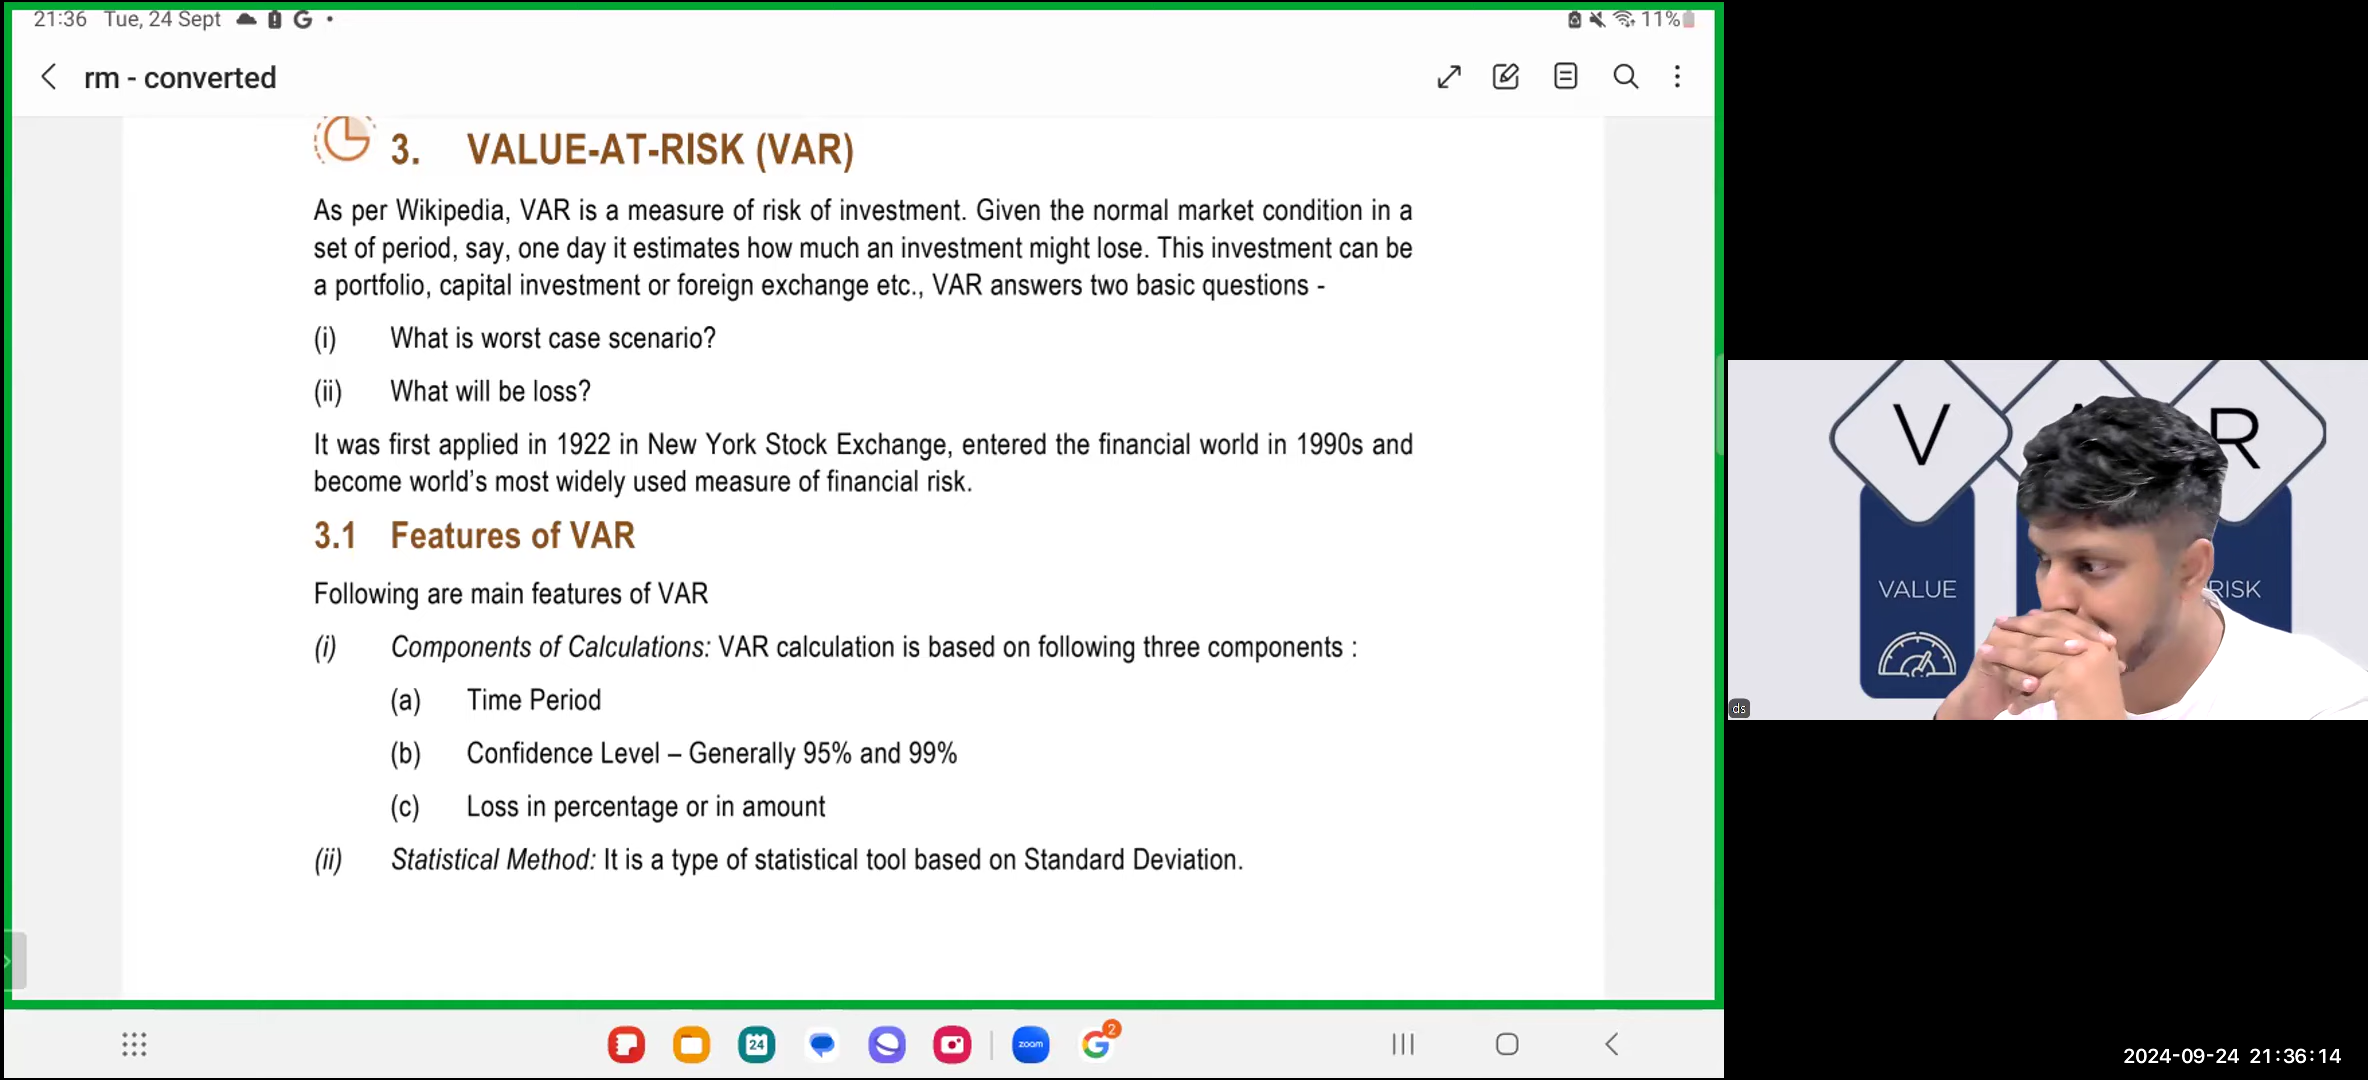 21:36 Tue, 24 Sept
11%
rm - converted
3. VALUE-AT-RISK (VAR)
As per Wikipedia, VAR is a measure of risk of investment. Given the normal market condition in a
set of period, say, one day it estimates how much an investment might lose. This investment can be
a portfolio, capital investment or foreign exchange etc., VAR answers two basic questions -
(i) What is worst case scenario?
(ii) What will be loss?
It was first applied in 1922 in New York Stock Exchange, entered the financial world in 1990s and
become world's most widely used measure of financial risk.
3.1 Features of VAR
Following are main features of VAR
(i) Components of Calculations: VAR calculation is based on following three components :
(a) Time Period
(b) Confidence Level – Generally 95% and 99%
(c) Loss in percentage or in amount
(ii) Statistical Method: It is a type of statistical tool based on Standard Deviation.
24
zoom
G
2
V R
VALUE RISK
ds
2024-09-24 21:36:14